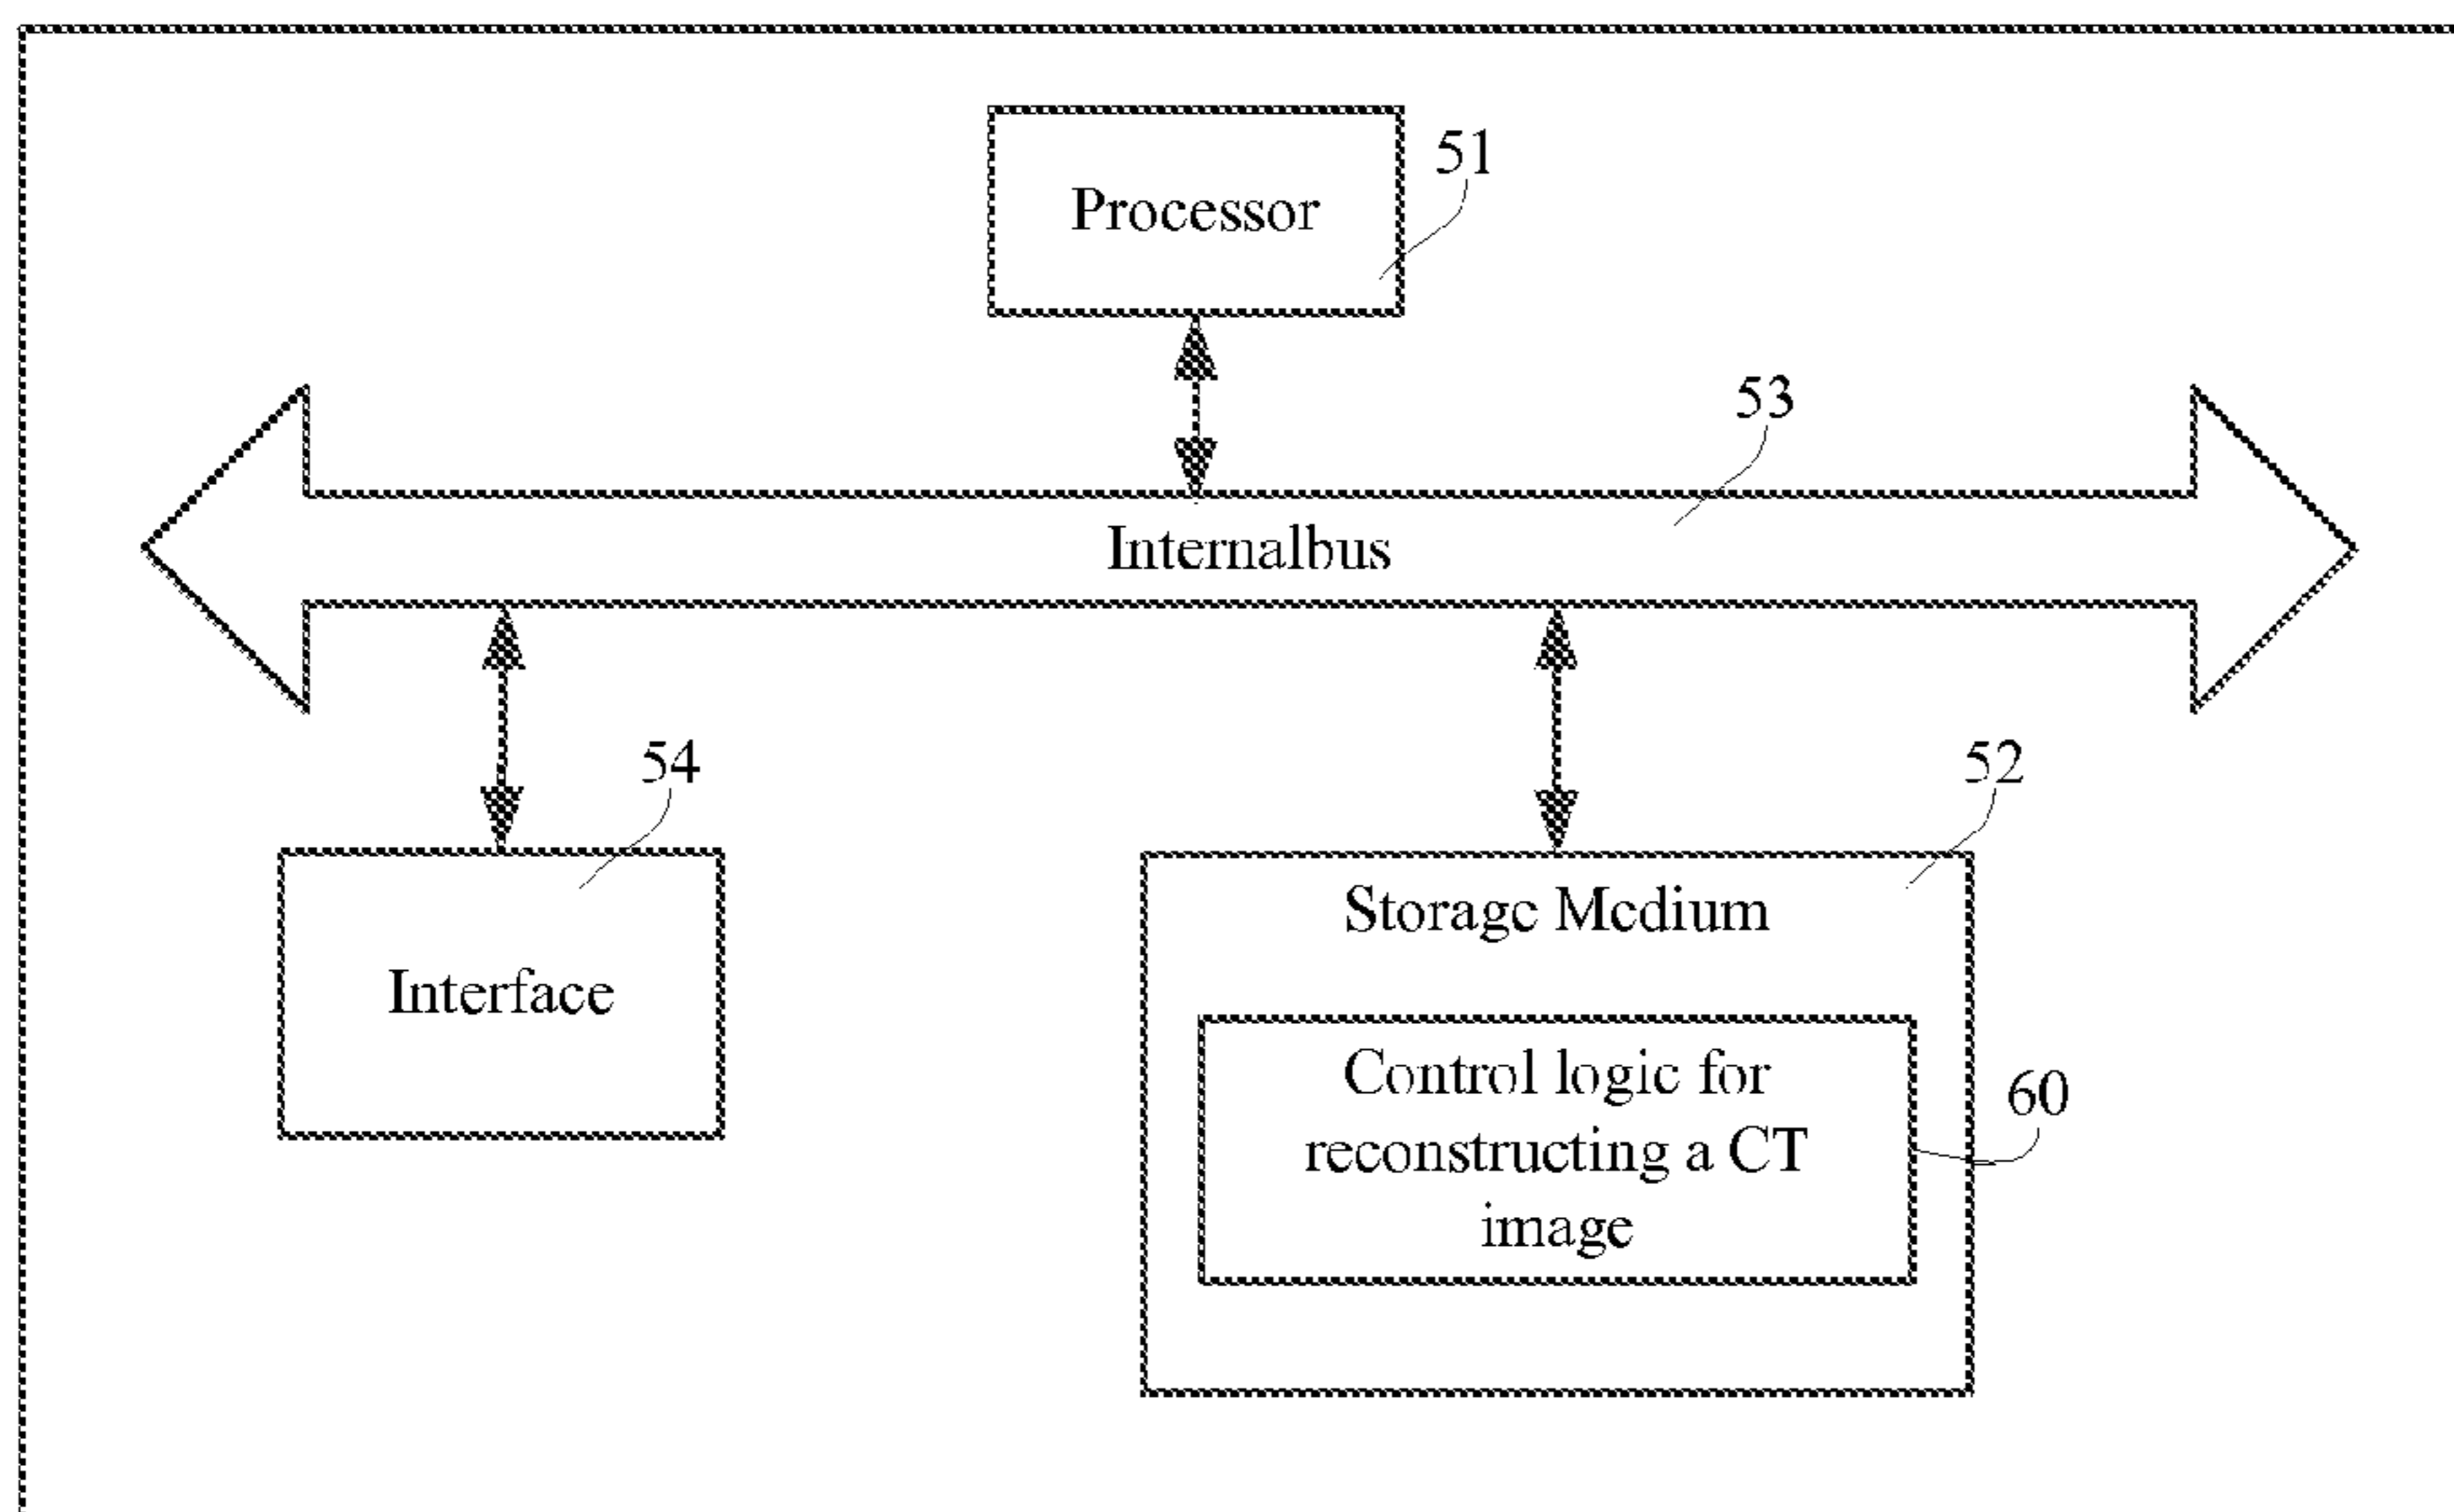 51
Processor
53
Internalbus
54
52
Interface
Storage Medium
Control logic for
reconstructing a CT
image
60